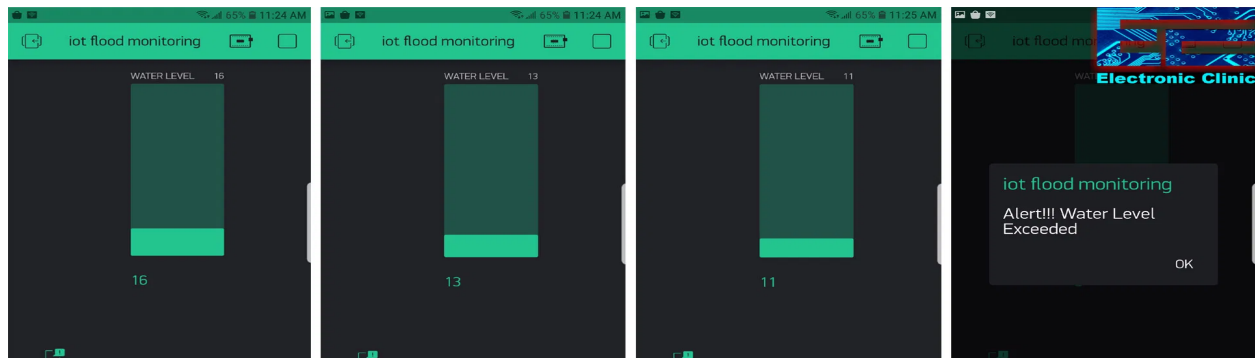 65% 11:24 AM
iot flood monitoring
WATER LEVEL 16
16
1
65% 11:24 AM
iot flood monitoring
WATER LEVEL 13
13
65% 11:25 AM
iot flood monitoring
WATER LEVEL 11
11
Electronic Clinic
iot flood monitoring
Alert!!! Water Level
Exceeded
OK